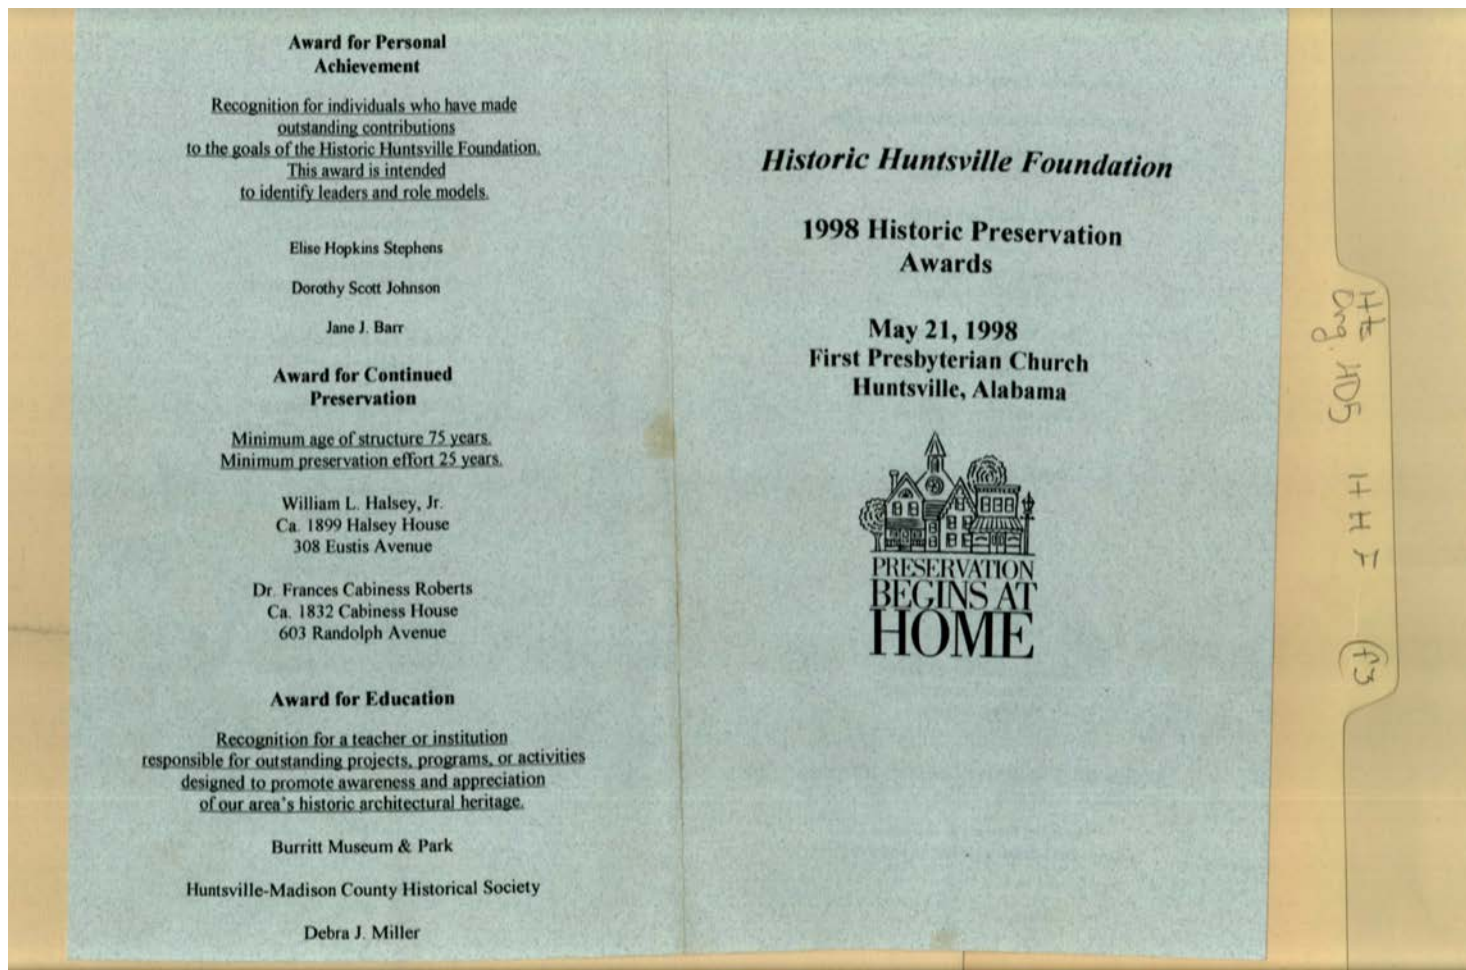 Award for Personal
Achievement
Recognition for individuals who have made
outstanding contributions
to the goals of the Historic Huntsville Foundation.
This award is intended
to identify leaders and role models.
Elise Hopkins Stephens
Dorothy Scott Johnson
Jane J. Barr
Award for Continued
Preservation
Minimum age of structure 75 years.
Minimum preservation effort 25 years.
William L. Halsey, Jr.
Ca. 1899 Halsey House
308 Eustis Avenue
Dr. Frances Cabiness Roberts
Ca. 1832 Cabiness House
603 Randolph Avenue
Award for Education
Recognition for a teacher or institution
responsible for outstanding projects, programs, or activities
designed to promote awareness and appreciation
of our area's historic architectural heritage.
Burritt Museum & Park
Huntsville-Madison County Historical Society
Debra J. Miller
Historic Huntsville Foundation
1998 Historic Preservation
Awards
May 21, 1998
First Presbyterian Church
Huntsville, Alabama
PRESERVATION
BEGINS AT
HOME
HHF